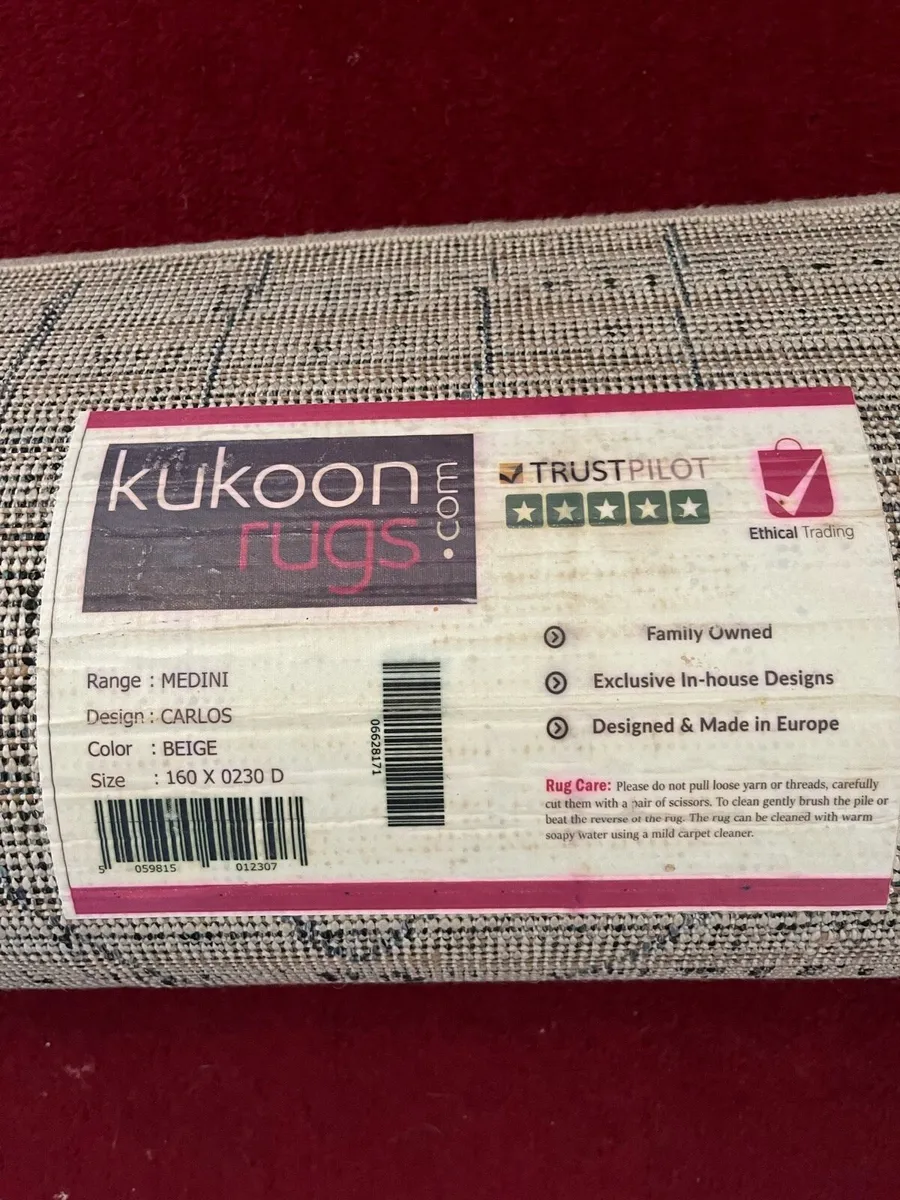 kukoon
rugs
.com
TRUSTPILOT
Ethical Trading
Family Owned
Exclusive In-house Designs
Designed & Made in Europe
Range : MEDINI
Design : CARLOS
Color : BEIGE
Size : 160 X 0230 D
06628171
5 059815 012307
Rug Care: Please do not pull loose yarn or threads, carefully
cut them with a pair of scissors. To clean gently brush the pile or
beat the reverse of the rug. The rug can be cleaned with warm
soapy water using a mild carpet cleaner.